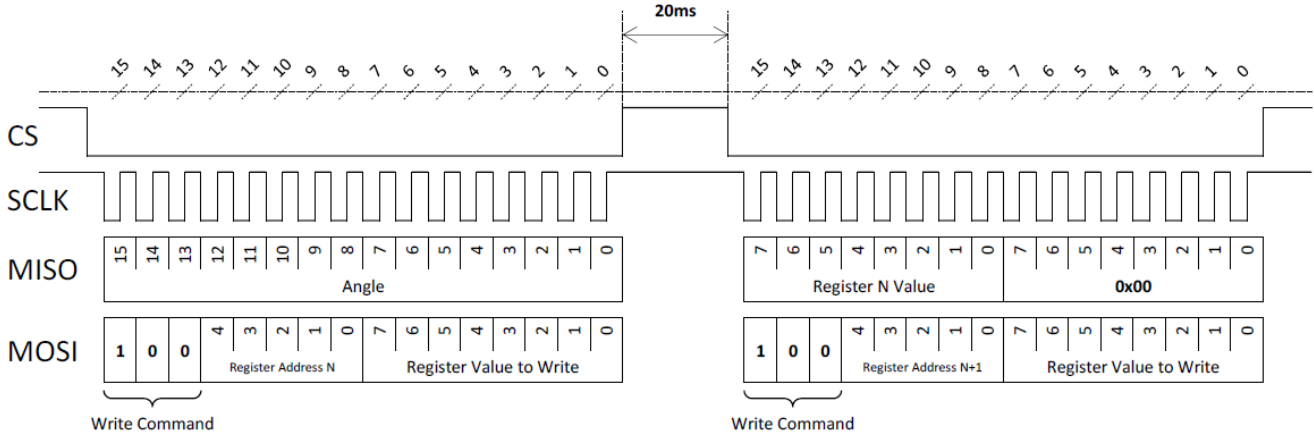 20ms
15 14 13 12 11 10 9 8 7 6 5 4 3 2 1 0 15 14 13 12 11 10 9 8 7 6 5 4 3 2 1 0
CS
SCLK
MISO 15 14 13 12 11 10 9 8 7 6 5 4 3 2 1 0 7 6 5 4 3 2 1 0 7 6 5 4 3 2 1 0
Angle Register N Value 0x00
MOSI 1 0 0 4 3 2 1 0 7 6 5 4 3 2 1 0 1 0 0 4 3 2 1 0 7 6 5 4 3 2 1 0
Register Address N Register Value to Write Register Address N+1 Register Value to Write
Write Command Write Command